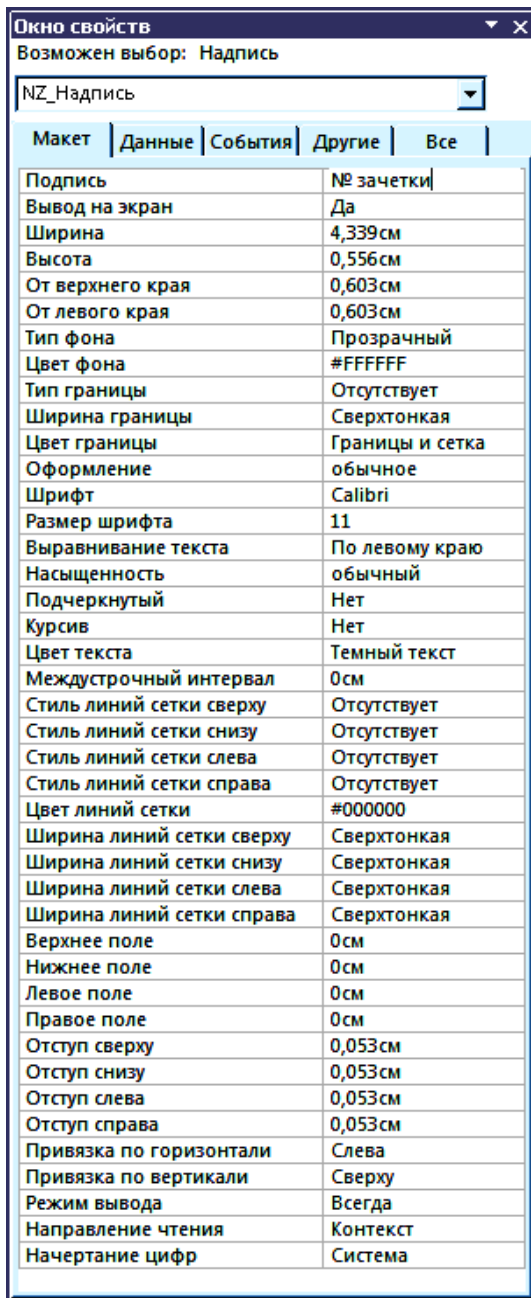 Окно свойств
Возможен выбор: Надпись
NZ_Надпись
Макет Данные События Другие Все
Подпись № зачетки
Вывод на экран Да
Ширина 4,339см
Высота 0,556см
От верхнего края 0,603см
От левого края 0,603см
Тип фона Прозрачный
Цвет фона #FFFFFF
Тип границы Отсутствует
Ширина границы Сверхтонкая
Цвет границы Границы и сетка
Оформление обычное
Шрифт Calibri
Размер шрифта 11
Выравнивание текста По левому краю
Насыщенность обычный
Подчеркнутый Нет
Курсив Нет
Цвет текста Темный текст
Междустрочный интервал 0см
Стиль линий сетки сверху Отсутствует
Стиль линий сетки снизу Отсутствует
Стиль линий сетки слева Отсутствует
Стиль линий сетки справа Отсутствует
Цвет линий сетки #000000
Ширина линий сетки сверху Сверхтонкая
Ширина линий сетки снизу Сверхтонкая
Ширина линий сетки слева Сверхтонкая
Ширина линий сетки справа Сверхтонкая
Верхнее поле 0см
Нижнее поле 0см
Левое поле 0см
Правое поле 0см
Отступ сверху 0,053см
Отступ снизу 0,053см
Отступ слева 0,053см
Отступ справа 0,053см
Привязка по горизонтали Слева
Привязка по вертикали Сверху
Режим вывода Всегда
Направление чтения Контекст
Начертание цифр Система